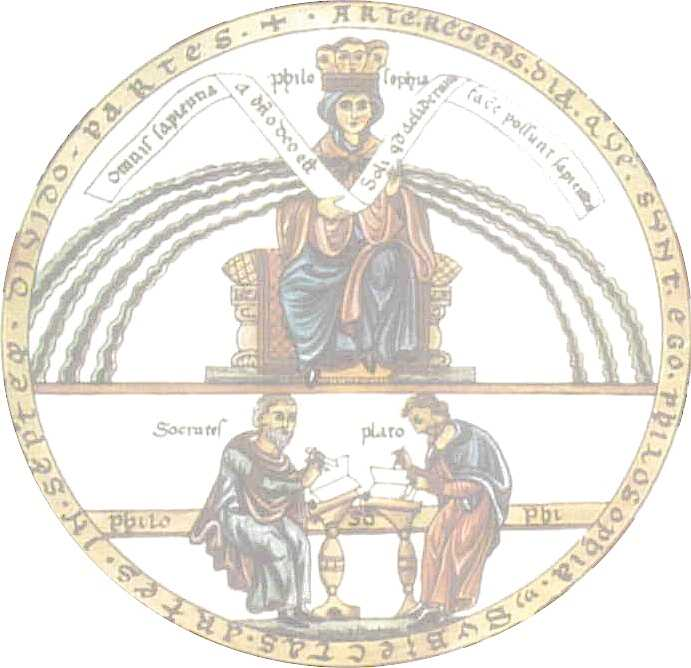 + · ARTE · REGENS · DIA · QVE · SVNT · EGO · PHILOSOPHIA
SVBIECTAS · ARTES · IN · SEPTEM · DIVIDO · PARTES ·
philo sophia
Omnis sapientia
a dño deo est
Soli qd desiderant
facere possunt sapientes
Socrates
plato
philo so phi